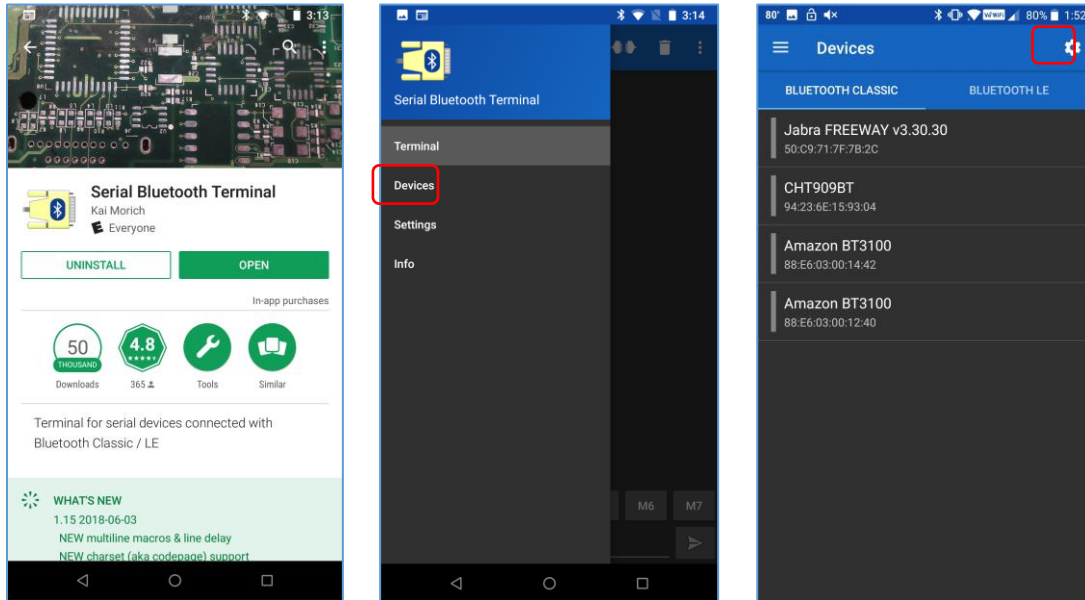 3:13
Serial Bluetooth Terminal
Kai Morich
E Everyone
UNINSTALL
OPEN
In-app purchases
50
THOUSAND
4.8
Downloads
365
Tools
Similar
Terminal for serial devices connected with
Bluetooth Classic / LE
WHAT'S NEW
1.15 2018-06-03
NEW multiline macros & line delay
NEW charset (aka codepage) support
3:14
Serial Bluetooth Terminal
Terminal
Devices
Settings
Info
M6 M7
80° 80% 1:52
Devices
BLUETOOTH CLASSIC BLUETOOTH LE
Jabra FREEWAY v3.30.30
50:C9:71:7F:7B:2C
CHT909BT
94:23:6E:15:93:04
Amazon BT3100
88:E6:03:00:14:42
Amazon BT3100
88:E6:03:00:12:40